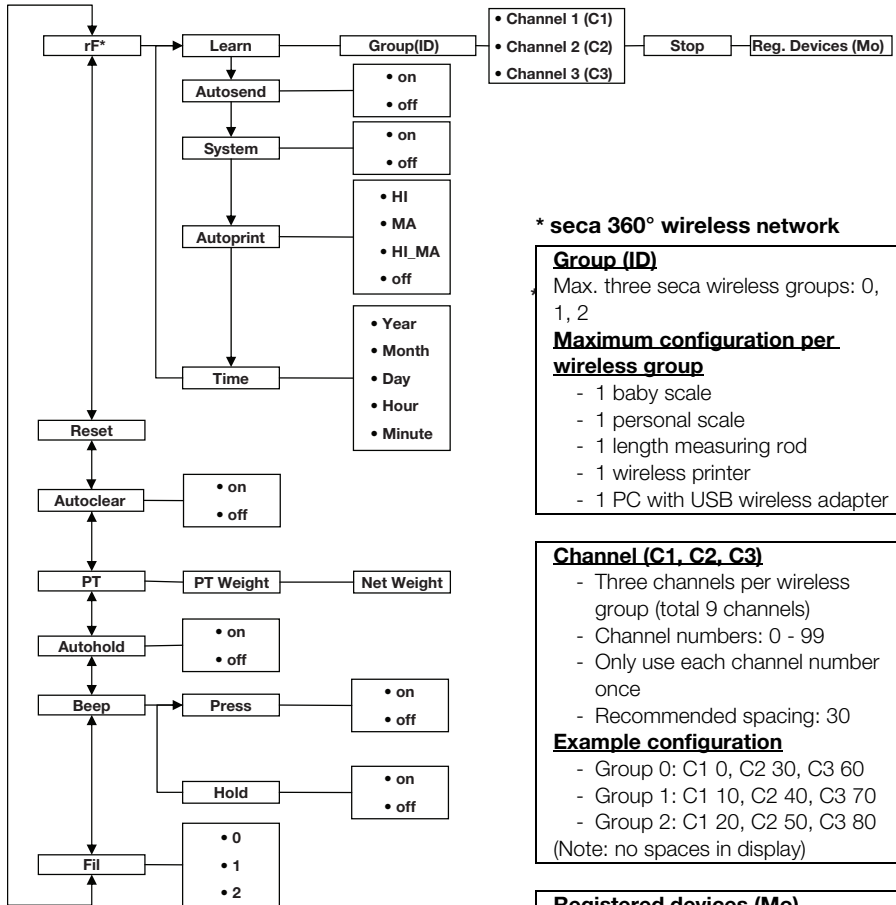 rF*
Learn
Group(ID)
• Channel 1 (C1)
• Channel 2 (C2)
• Channel 3 (C3)
Stop
Reg. Devices (Mo)
Autosend
• on
• off
System
• on
• off
Autoprint
• HI
• MA
• HI_MA
• off
Time
• Year
• Month
• Day
• Hour
• Minute
Reset
Autoclear
• on
• off
PT
PT Weight
Net Weight
Autohold
• on
• off
Beep
Press
• on
• off
Hold
• on
• off
Fil
• 0
• 1
• 2
* seca 360° wireless network
*
Group (ID)
Max. three seca wireless groups: 0,
1, 2
Maximum configuration per
wireless group
- 1 baby scale
- 1 personal scale
- 1 length measuring rod
- 1 wireless printer
- 1 PC with USB wireless adapter
Channel (C1, C2, C3)
- Three channels per wireless
group (total 9 channels)
- Channel numbers: 0 - 99
- Only use each channel number
once
- Recommended spacing: 30
Example configuration
- Group 0: C1 0, C2 30, C3 60
- Group 1: C1 10, C2 40, C3 70
- Group 2: C1 20, C2 50, C3 80
(Note: no spaces in display)
Registered devices (Mo)